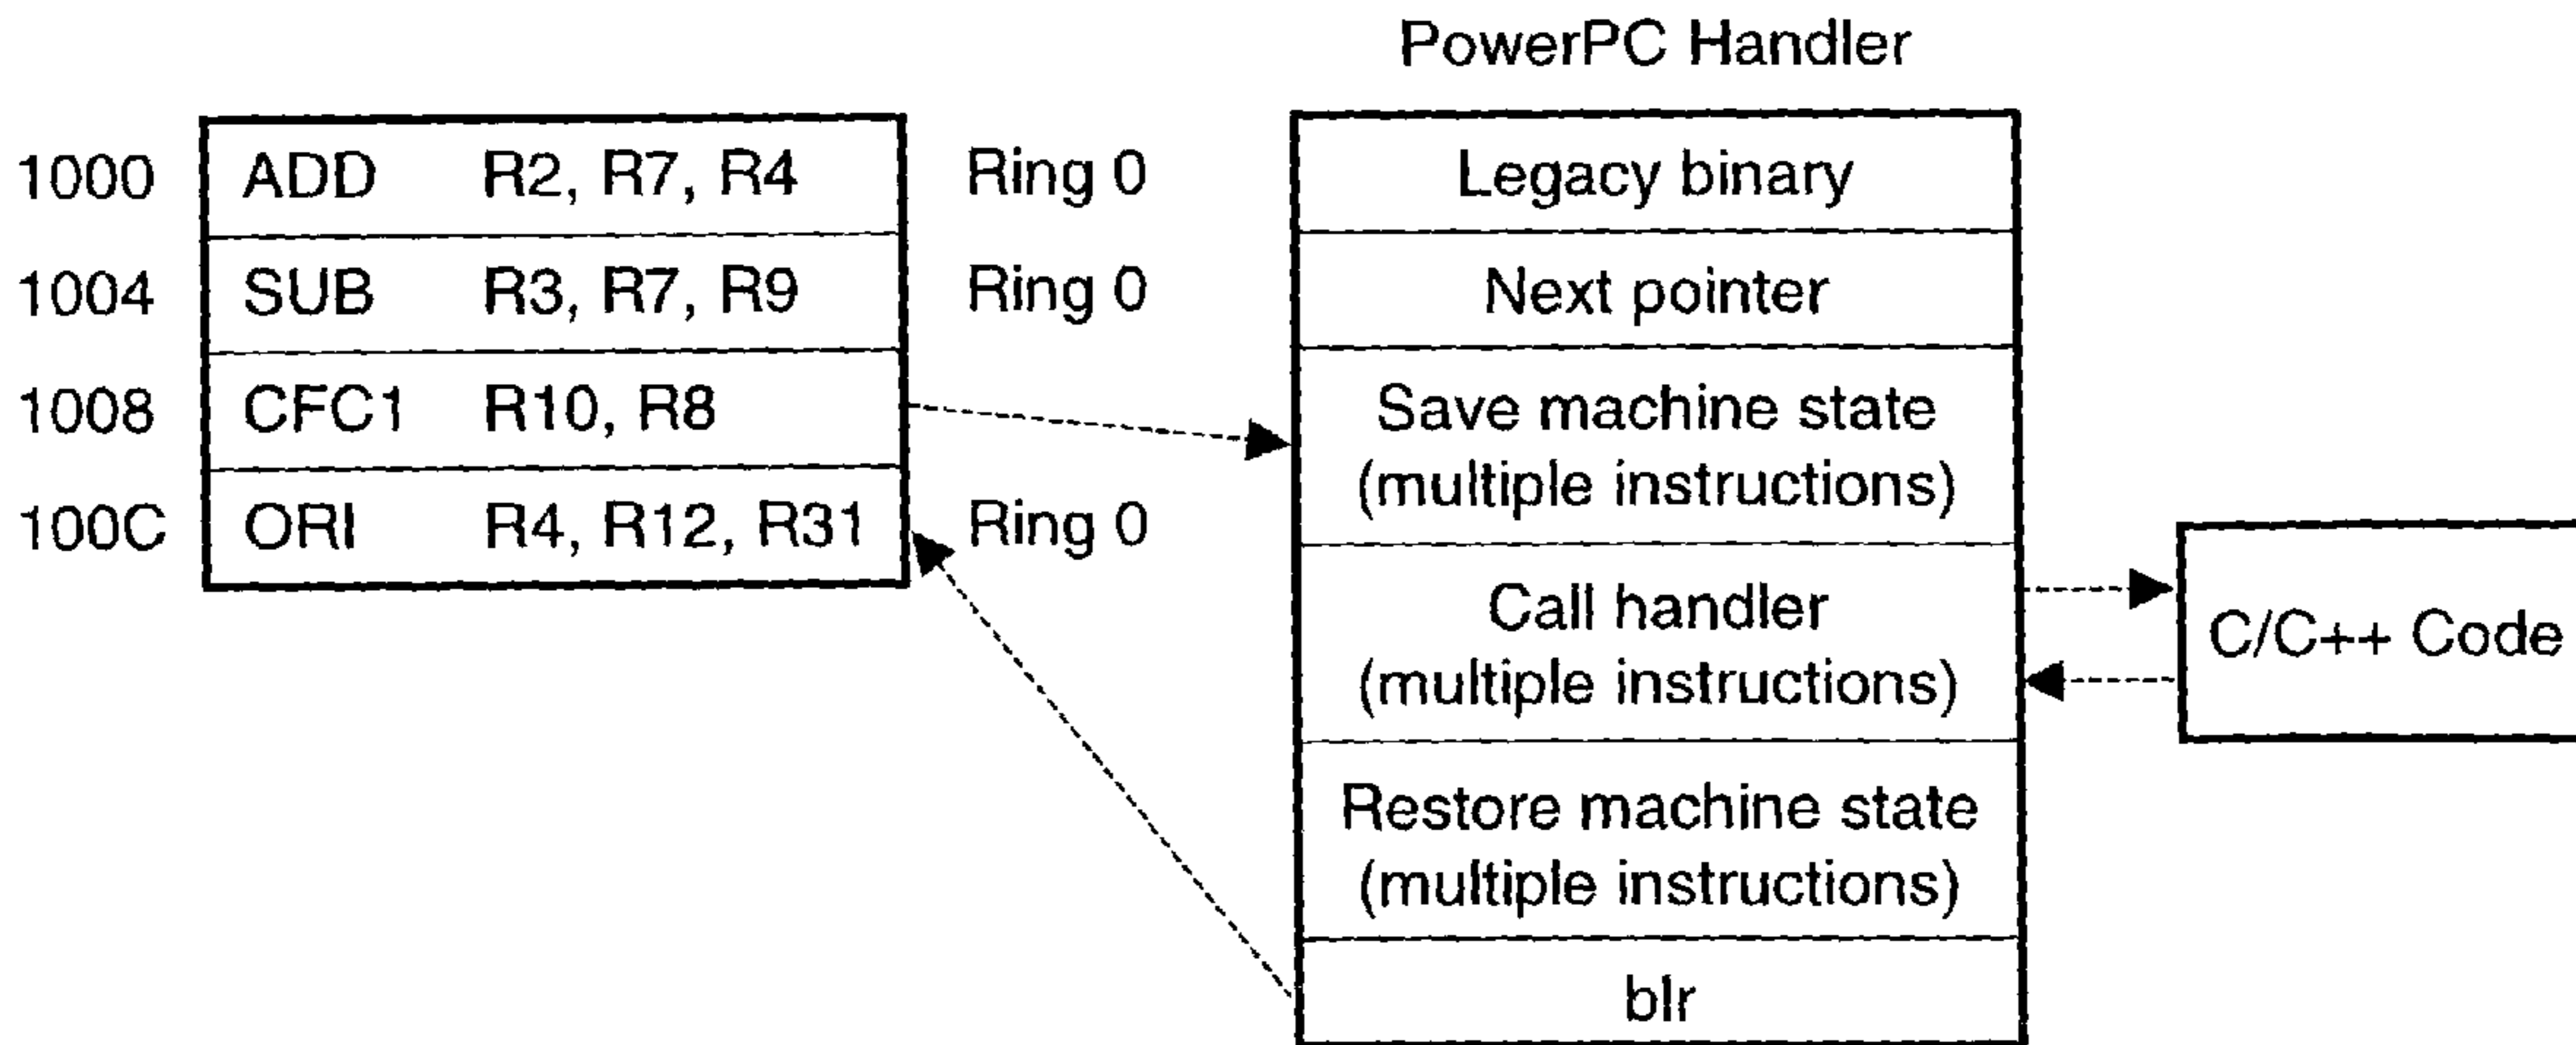 PowerPC Handler
1000 ADD R2, R7, R4 Ring 0
1004 SUB R3, R7, R9 Ring 0
1008 CFC1 R10, R8
100C ORI R4, R12, R31 Ring 0
Legacy binary
Next pointer
Save machine state
(multiple instructions)
Call handler
(multiple instructions)
Restore machine state
(multiple instructions)
blr
C/C++ Code